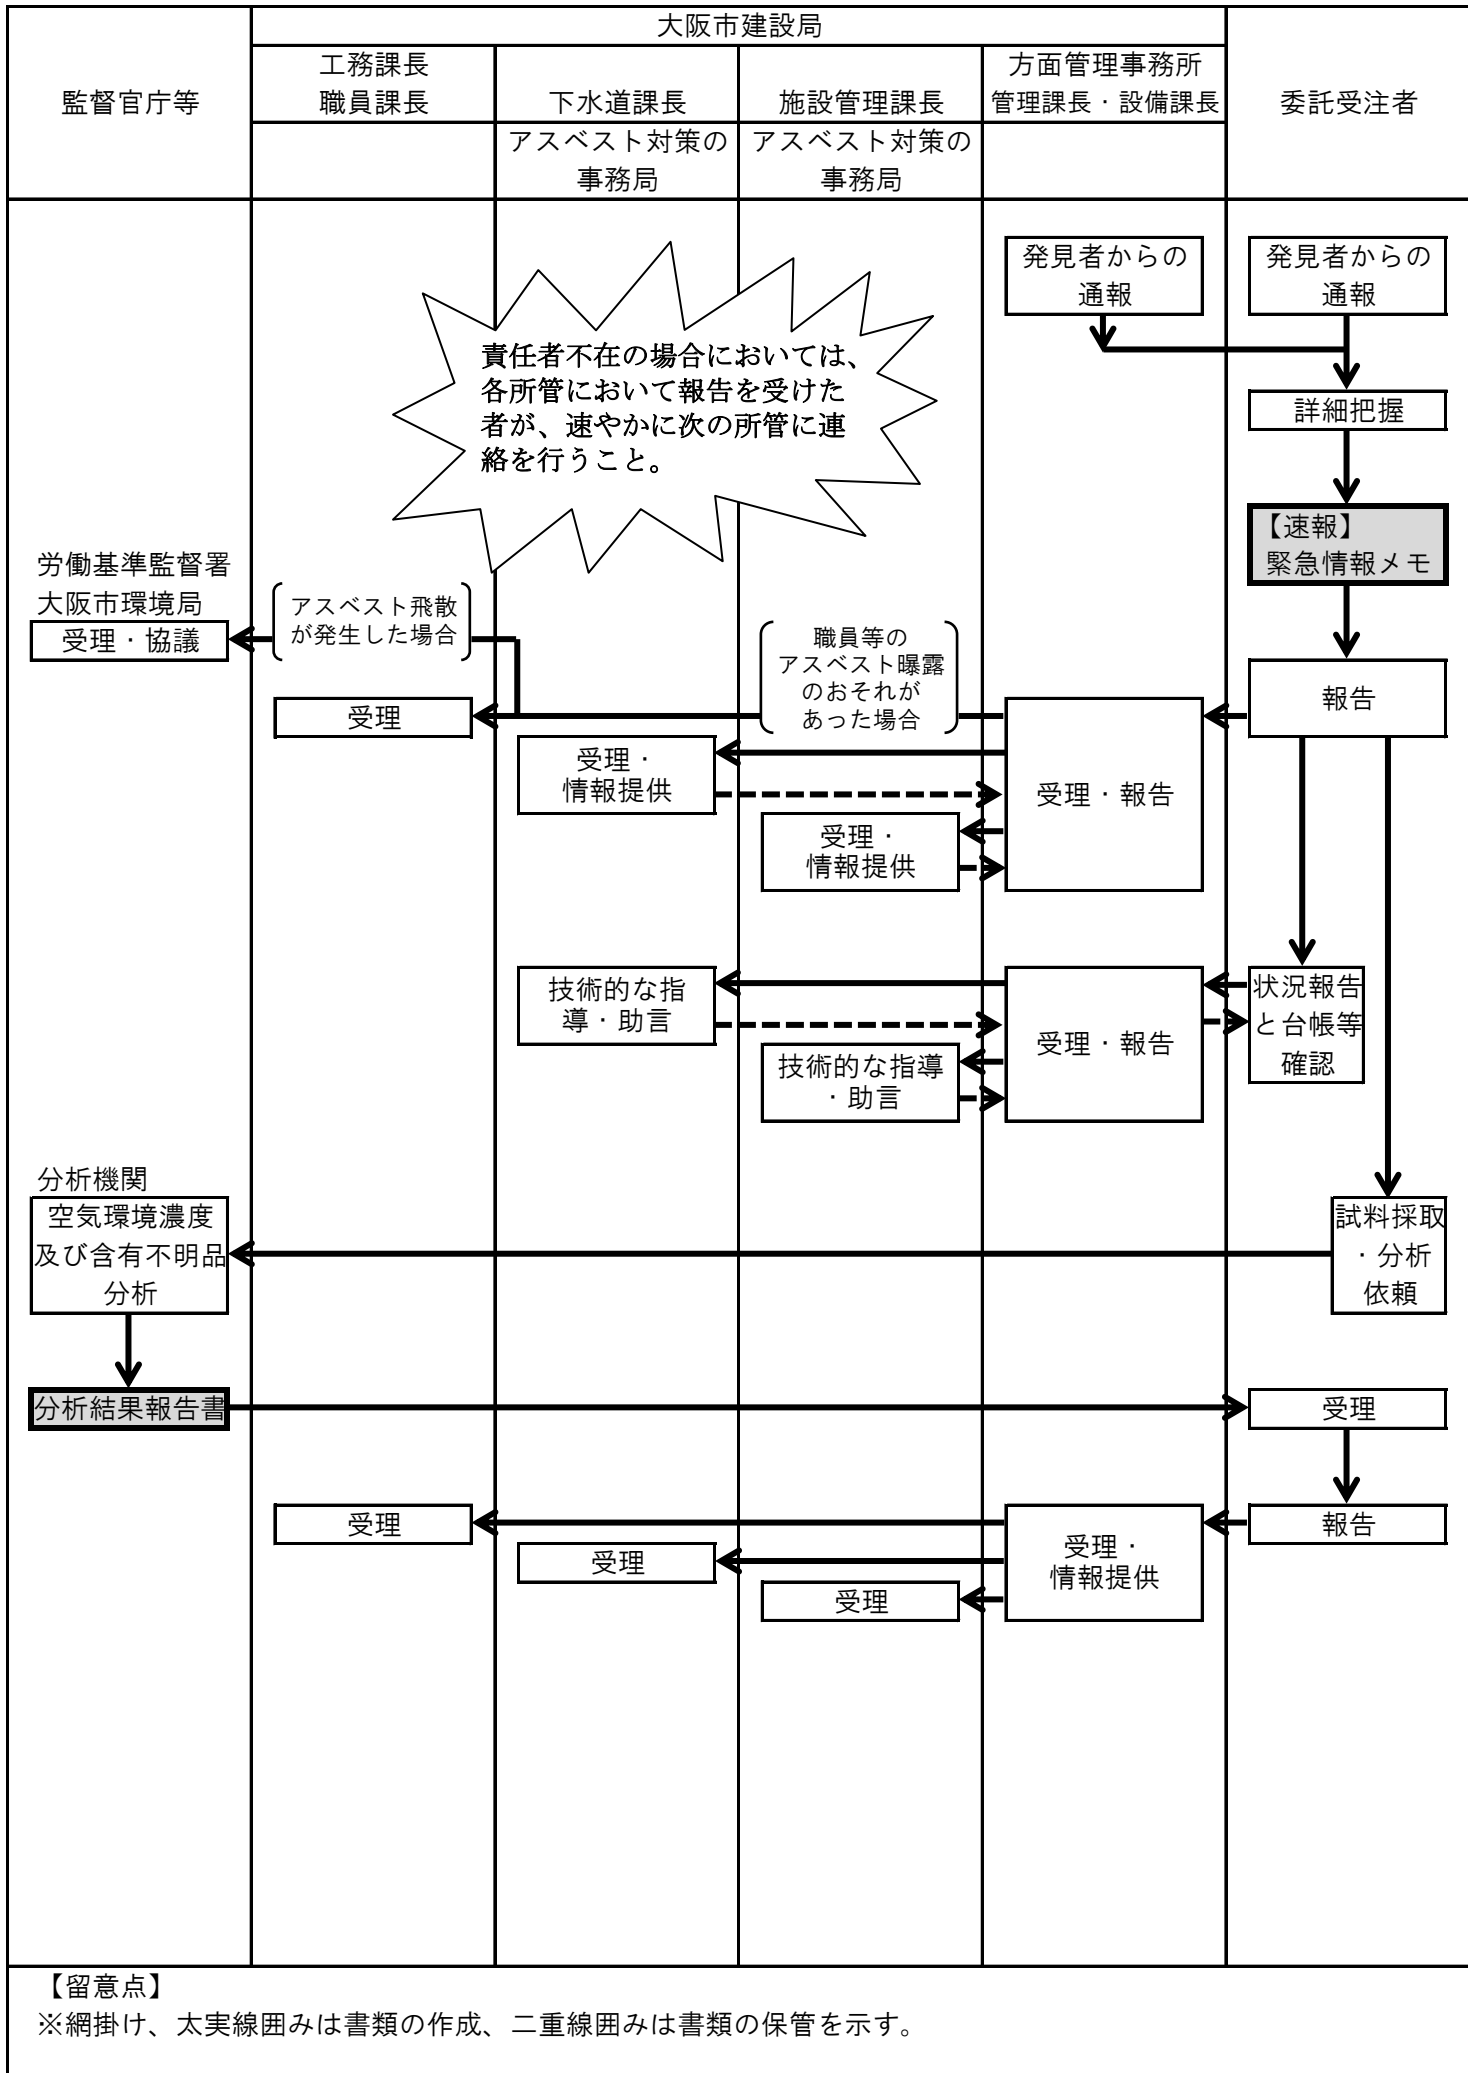 大阪市建設局
監督官庁等
工務課長
職員課長
下水道課長
施設管理課長
方面管理事務所
管理課長・設備課長
委託受注者
アスベスト対策の
事務局
アスベスト対策の
事務局
発見者からの
通報
発見者からの
通報
責任者不在の場合においては、
各所管において報告を受けた
者が、速やかに次の所管に連
絡を行うこと。
詳細把握
【速報】
緊急情報メモ
労働基準監督署
大阪市環境局
受理・協議
アスベスト飛散
が発生した場合
職員等の
アスベスト曝露
のおそれが
あった場合
報告
受理
受理・
情報提供
受理・報告
受理・
情報提供
技術的な指
導・助言
受理・報告
状況報告
と台帳等
確認
技術的な指導
・助言
分析機関
空気環境濃度
及び含有不明品
分析
試料採取
・分析
依頼
分析結果報告書
受理
受理
受理・
情報提供
報告
受理
受理
【留意点】
※網掛け、太実線囲みは書類の作成、二重線囲みは書類の保管を示す。